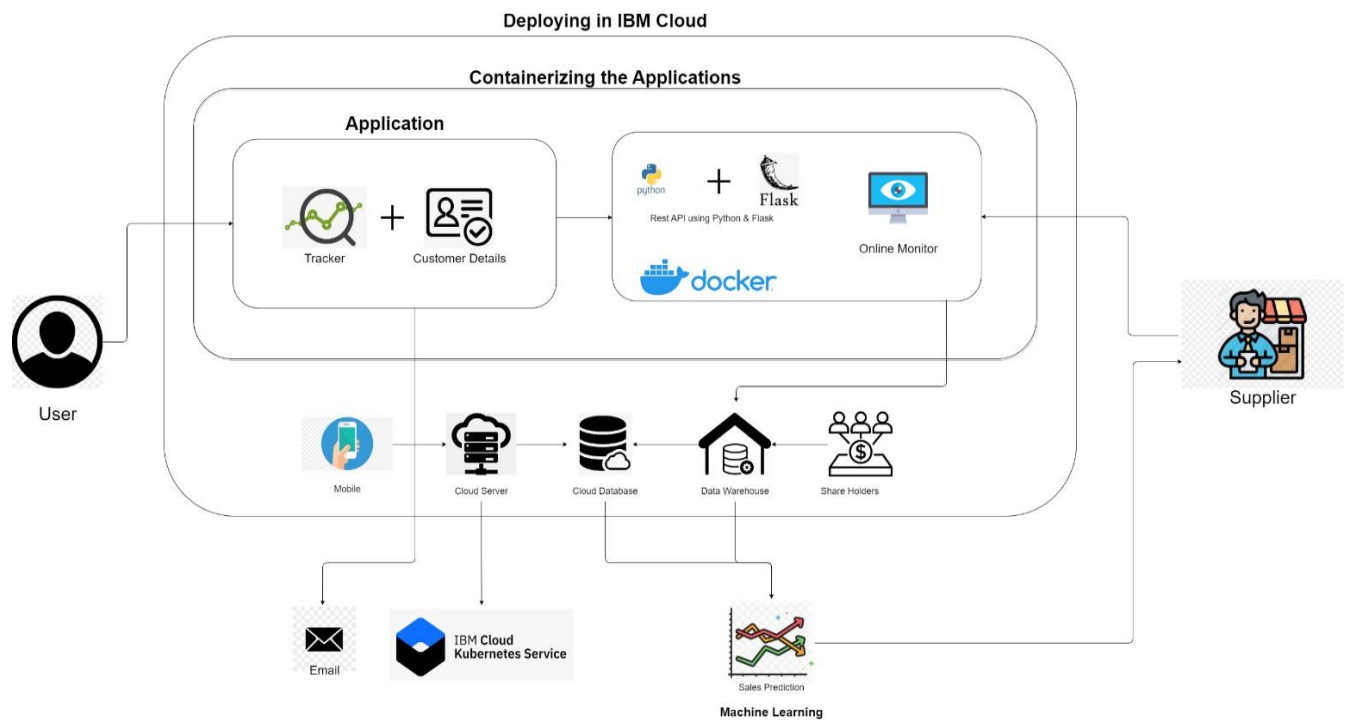 Deploying in IBM Cloud
Containerizing the Applications
Application
Tracker
Customer Details
python
Flask
Rest API using Python & Flask
Online Monitor
docker
User
Supplier
Mobile
Cloud Server
Cloud Database
Data Warehouse
Share Holders
Email
IBM Cloud
Kubernetes Service
Sales Prediction
Machine Learning